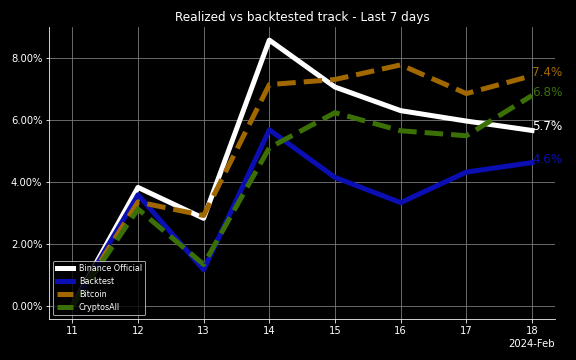 Realized vs backtested track - Last 7 days
8.00%
6.00%
4.00%
2.00%
0.00%
7.4%
6.8%
5.7%
4.6%
Binance Official
Backtest
Bitcoin
CryptosAll
11 12 13 14 15 16 17 18
2024-Feb